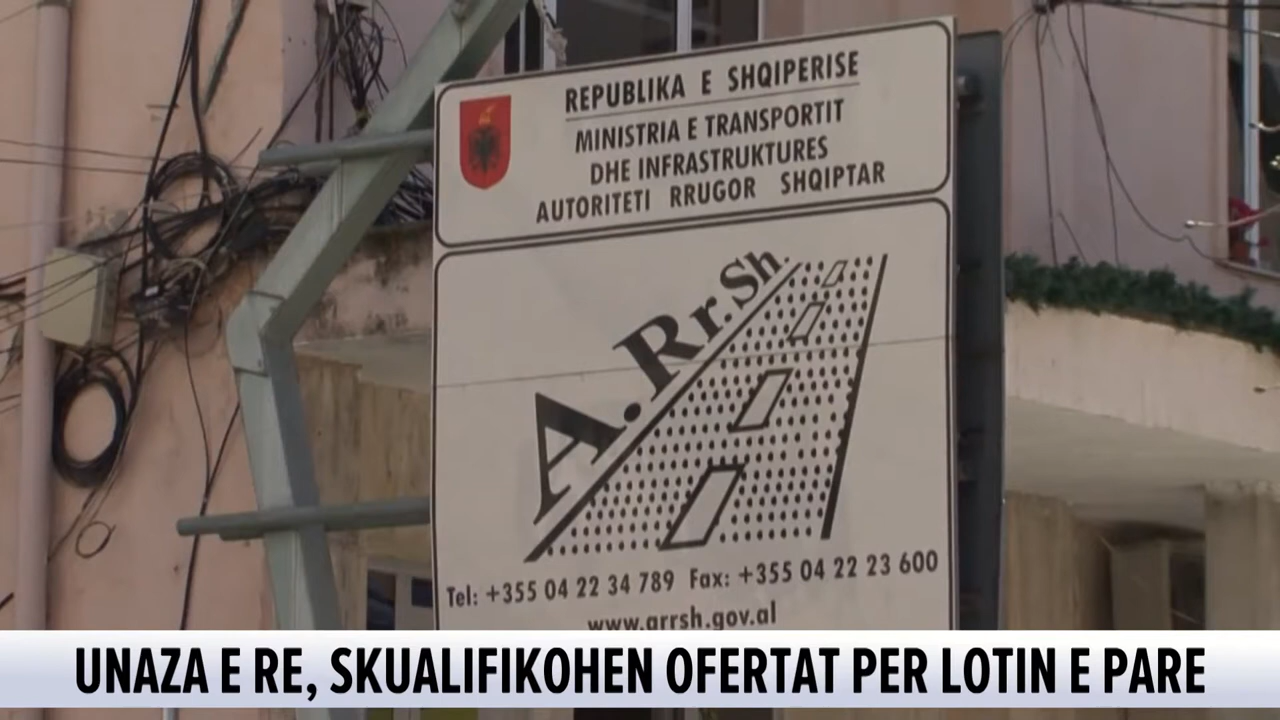 REPUBLIKA E SHQIPERISE
MINISTRIA E TRANSPORTIT
DHE INFRASTRUKTURES
AUTORITETI RRUGOR SHQIPTAR
A.Rr.Sh.
Tel: +355 04 22 34 789 Fax: +355 04 22 23 600
www.arrsh.gov.al
UNAZA E RE, SKUALIFIKOHEN OFERTAT PER LOTIN E PARE